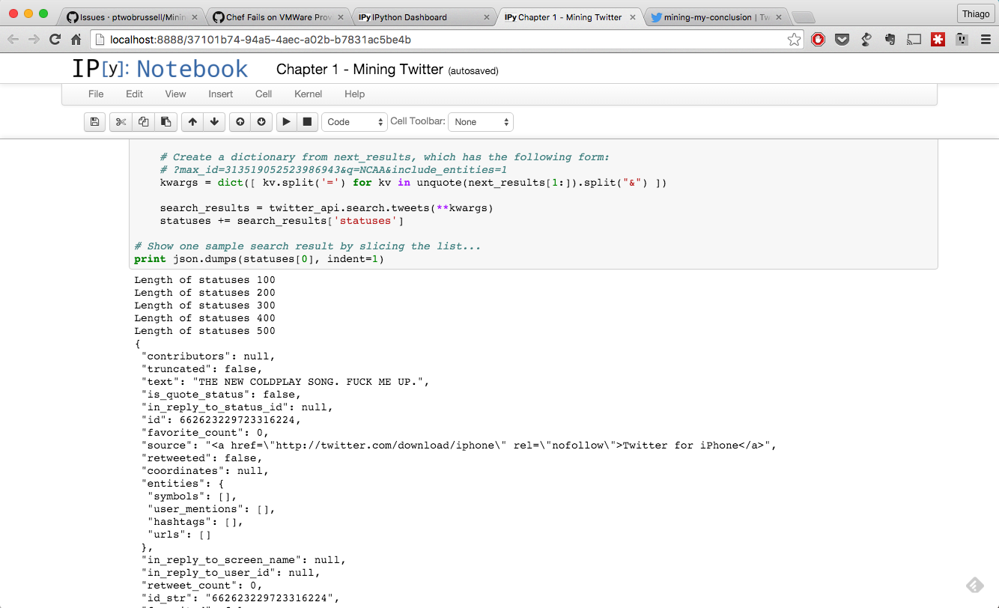 Issues · ptwobrussell/Minin
Chef Fails on VMWare Prov
IPy IPython Dashboard
IPy Chapter 1 - Mining Twitter
mining-my-conclusion | Tw
Thiago
localhost:8888/37101b74-94a5-4aec-a02b-b7831ac5be4b
IP[y]: Notebook Chapter 1 - Mining Twitter (autosaved)
File Edit View Insert Cell Kernel Help
Code Cell Toolbar: None
# Create a dictionary from next_results, which has the following form:
# ?max_id=313519052523986943&q=NCAA&include_entities=1
kwargs = dict([ kv.split('=') for kv in unquote(next_results[1:]).split("&") ])
search_results = twitter_api.search.tweets(**kwargs)
statuses += search_results['statuses']
# Show one sample search result by slicing the list...
print json.dumps(statuses[0], indent=1)
Length of statuses 100
Length of statuses 200
Length of statuses 300
Length of statuses 400
Length of statuses 500
{
"contributors": null,
"truncated": false,
"text": "THE NEW COLDPLAY SONG. FUCK ME UP.",
"is_quote_status": false,
"in_reply_to_status_id": null,
"id": 662623229723316224,
"favorite_count": 0,
"source": "<a href=\"http://twitter.com/download/iphone\" rel=\"nofollow\">Twitter for iPhone</a>",
"retweeted": false,
"coordinates": null,
"entities": {
"symbols": [],
"user_mentions": [],
"hashtags": [],
"urls": []
},
"in_reply_to_screen_name": null,
"in_reply_to_user_id": null,
"retweet_count": 0,
"id_str": "662623229723316224",